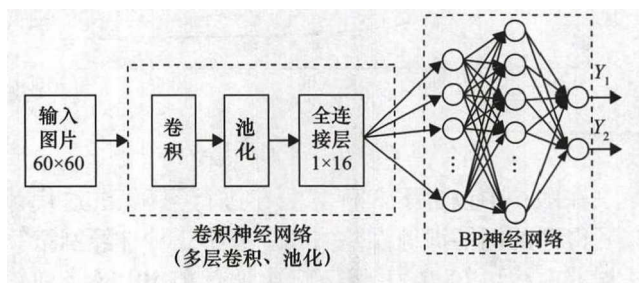 输入
图片
60×60
卷
积
池
化
全连
接层
1×16
卷积神经网络
(多层卷积、池化)
Y1
Y2
BP神经网络